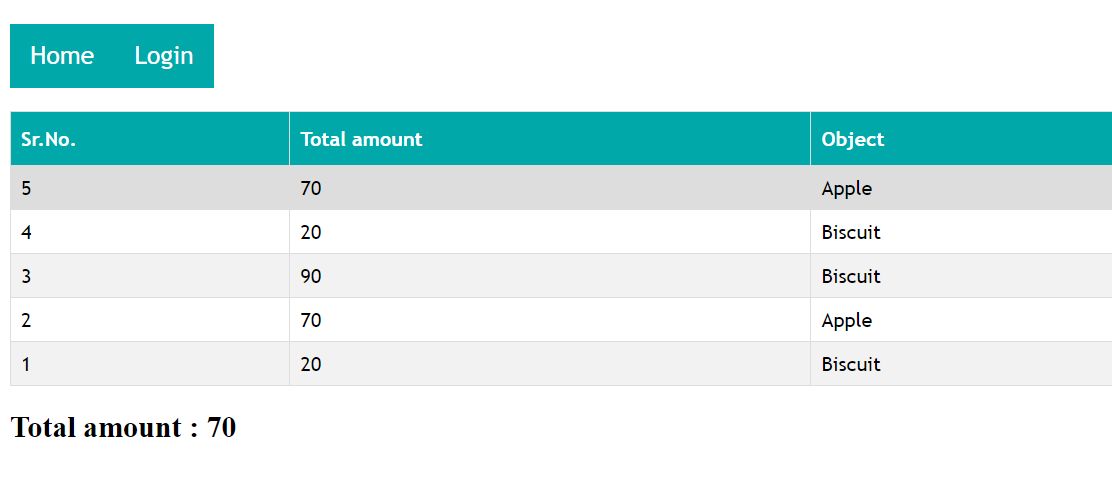 Home Login
Sr.No. Total amount Object
5 70 Apple
4 20 Biscuit
3 90 Biscuit
2 70 Apple
1 20 Biscuit
Total amount : 70